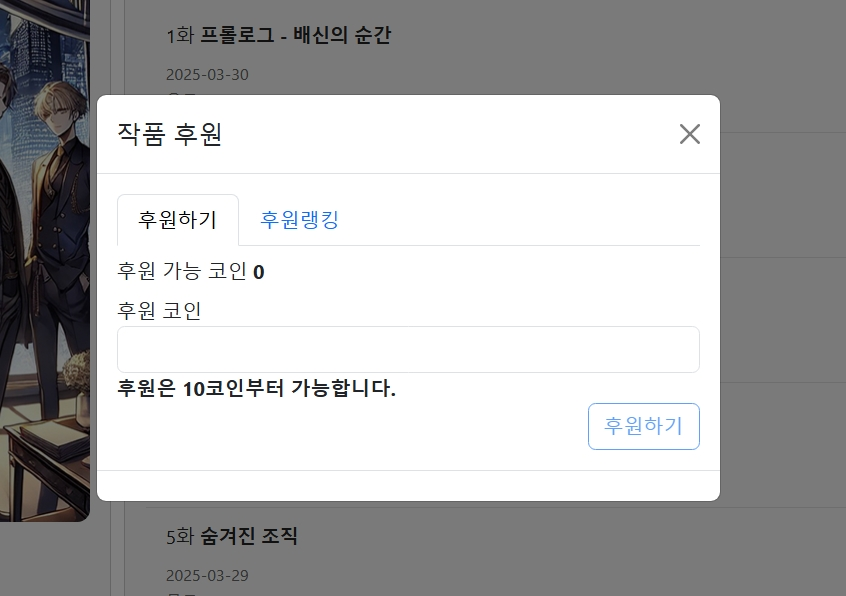 1화 프롤로그 - 배신의 순간
2025-03-30
작품 후원
후원하기 후원랭킹
후원 가능 코인 0
후원 코인
후원은 10코인부터 가능합니다.
후원하기
5화 숨겨진 조직
2025-03-29